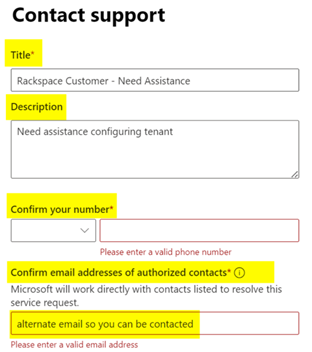 Contact support
Title*
Rackspace Customer - Need Assistance
Description
Need assistance configuring tenant
Confirm your number*
Please enter a valid phone number
Confirm email addresses of authorized contacts*
Microsoft will work directly with contacts listed to resolve this
service request.
alternate email so you can be contacted
Please enter a valid email address